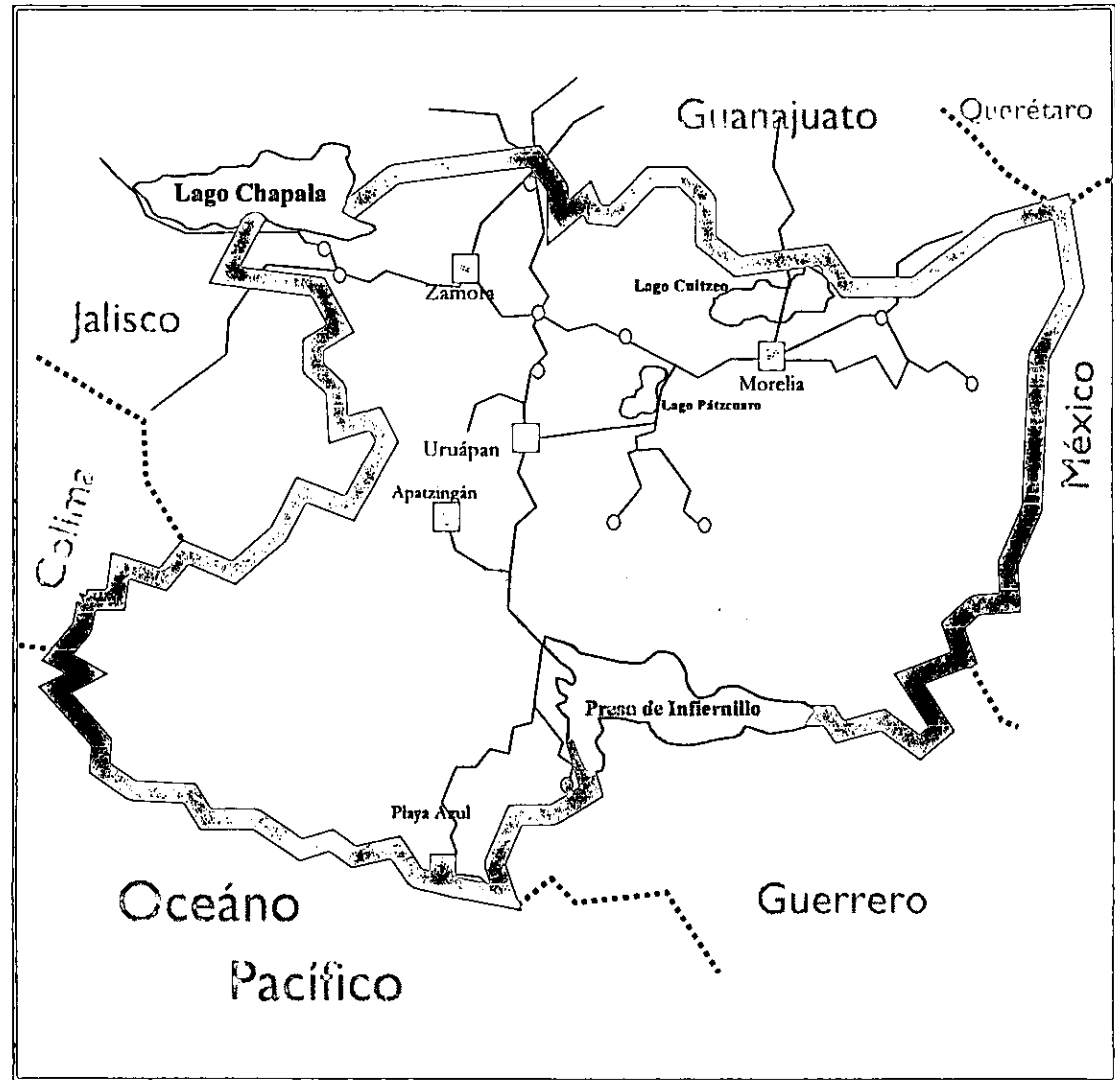 Guanajuato
Querétaro
Lago Chapala
Zamora
Lago Cuitzeo
Jalisco
Morelia
Lago Pátzcuaro
México
Uruápan
Apatzingán
Colima
Presa de Infiernillo
Playa Azul
Oceáno
Pacífico
Guerrero